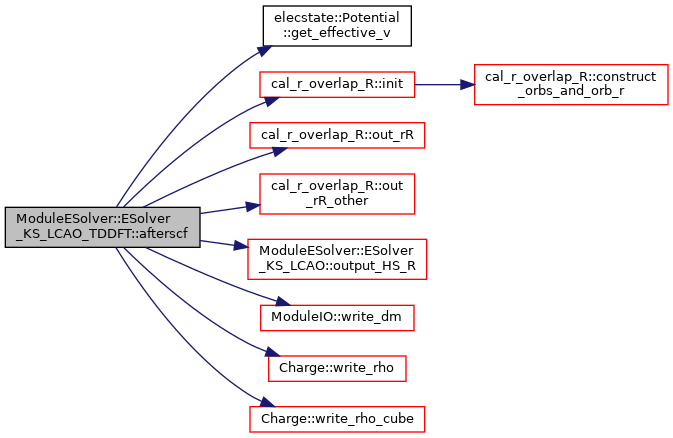 elecstate::Potential
::get_effective_v
cal_r_overlap_R::init
cal_r_overlap_R::construct
_orbs_and_orb_r
cal_r_overlap_R::out_rR
cal_r_overlap_R::out
_rR_other
ModuleESolver::ESolver
_KS_LCAO_TDDFT::afterscf
ModuleESolver::ESolver
_KS_LCAO::output_HS_R
ModuleIO::write_dm
Charge::write_rho
Charge::write_rho_cube